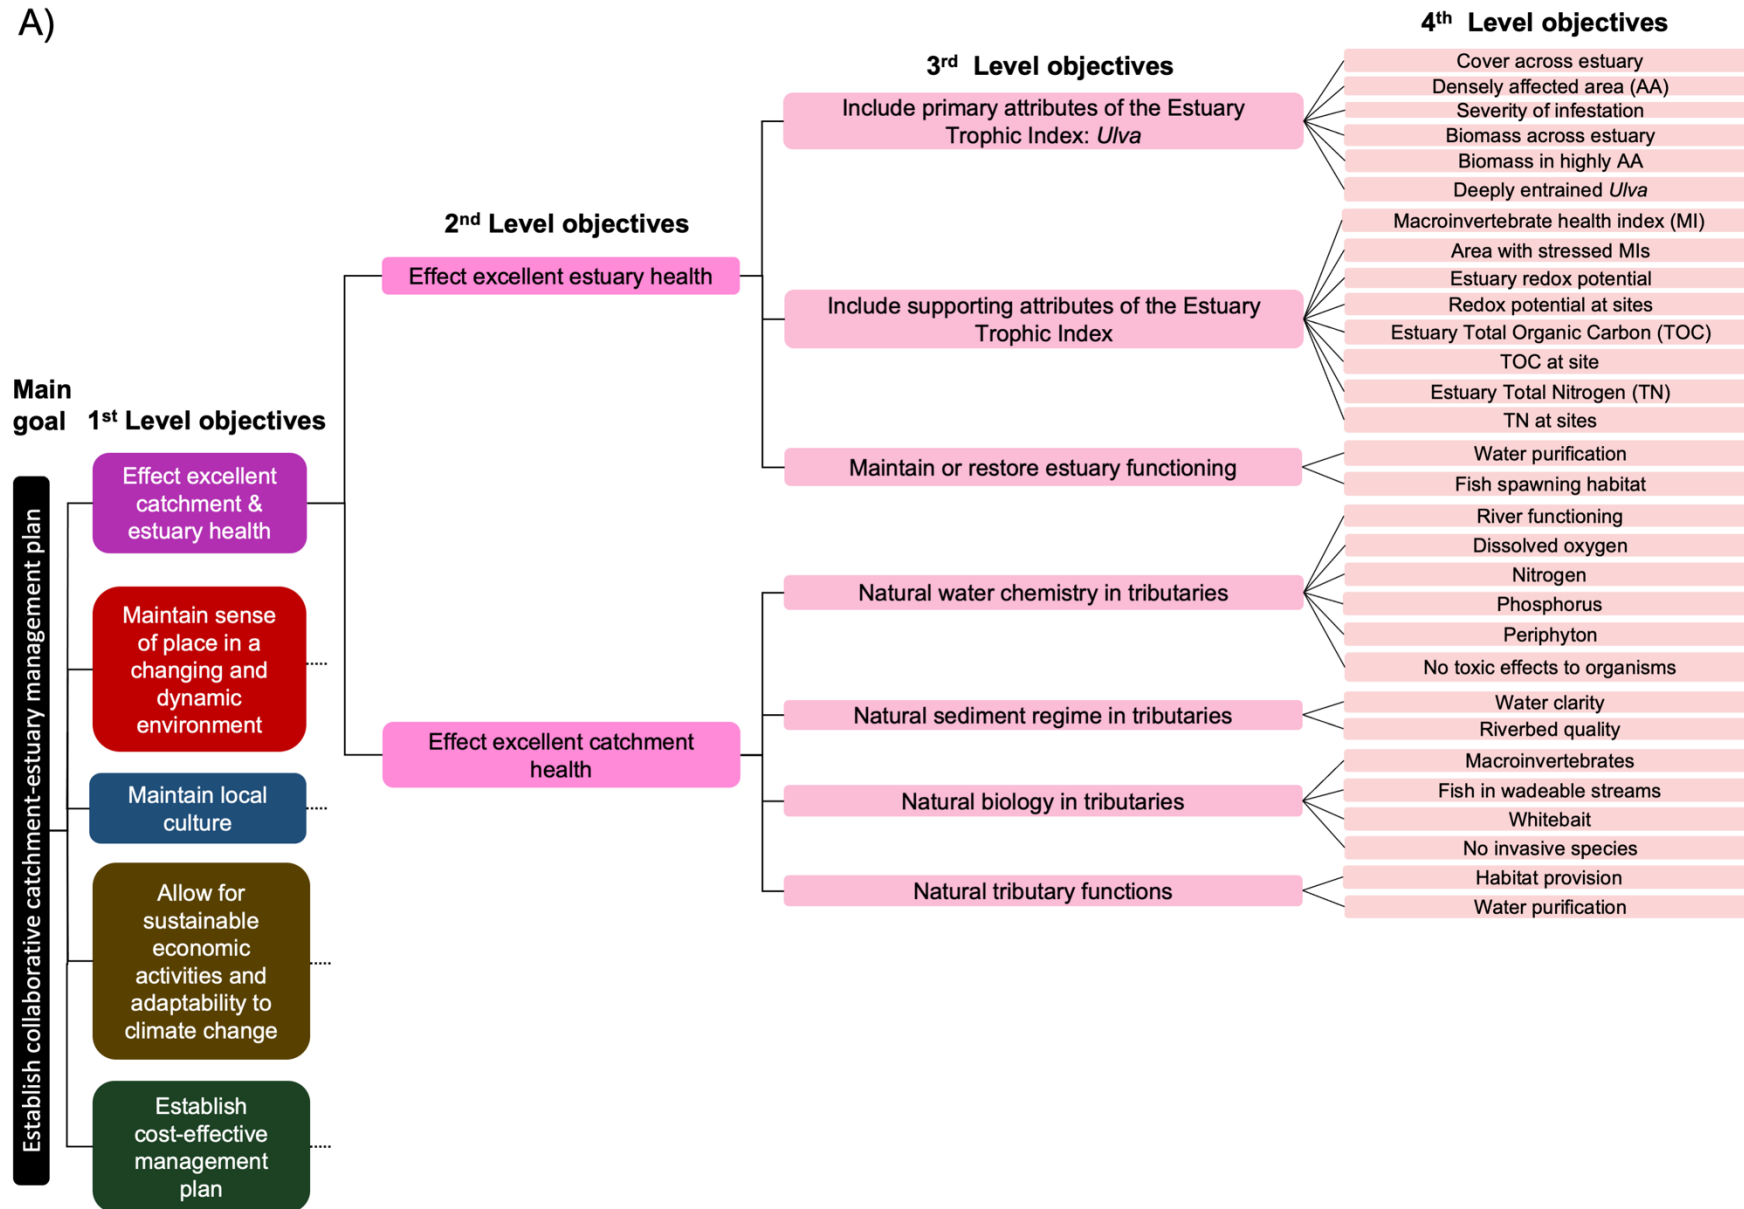 A)
Main
goal
1st Level objectives
2nd Level objectives
3rd Level objectives
4th Level objectives
Establish collaborative catchment-estuary management plan
Effect excellent
catchment &
estuary health
Maintain sense
of place in a
changing and
dynamic
environment
Maintain local
culture
Allow for
sustainable
economic
activities and
adaptability to
climate change
Establish
cost-effective
management
plan
Effect excellent estuary health
Effect excellent catchment
health
Include primary attributes of the Estuary
Trophic Index: Ulva
Include supporting attributes of the Estuary
Trophic Index
Maintain or restore estuary functioning
Natural water chemistry in tributaries
Natural sediment regime in tributaries
Natural biology in tributaries
Natural tributary functions
Cover across estuary
Densely affected area (AA)
Severity of infestation
Biomass across estuary
Biomass in highly AA
Deeply entrained Ulva
Macroinvertebrate health index (MI)
Area with stressed MIs
Estuary redox potential
Redox potential at sites
Estuary Total Organic Carbon (TOC)
TOC at site
Estuary Total Nitrogen (TN)
TN at sites
Water purification
Fish spawning habitat
River functioning
Dissolved oxygen
Nitrogen
Phosphorus
Periphyton
No toxic effects to organisms
Water clarity
Riverbed quality
Macroinvertebrates
Fish in wadeable streams
Whitebait
No invasive species
Habitat provision
Water purification